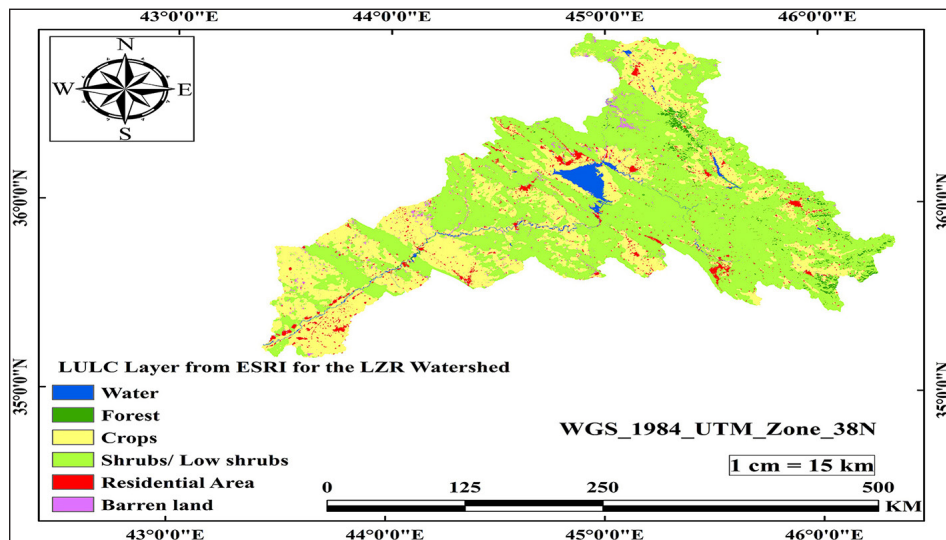 43°0'0"E 44°0'0"E 45°0'0"E 46°0'0"E
N
W E
S
36°0'0"N 36°0'0"N
35°0'0"N 35°0'0"N
LULC Layer from ESRI for the LZR Watershed
Water
Forest
Crops
Shrubs/ Low shrubs
Residential Area
Barren land
WGS_1984_UTM_Zone_38N
1 cm = 15 km
0 125 250 500
KM
43°0'0"E 44°0'0"E 45°0'0"E 46°0'0"E